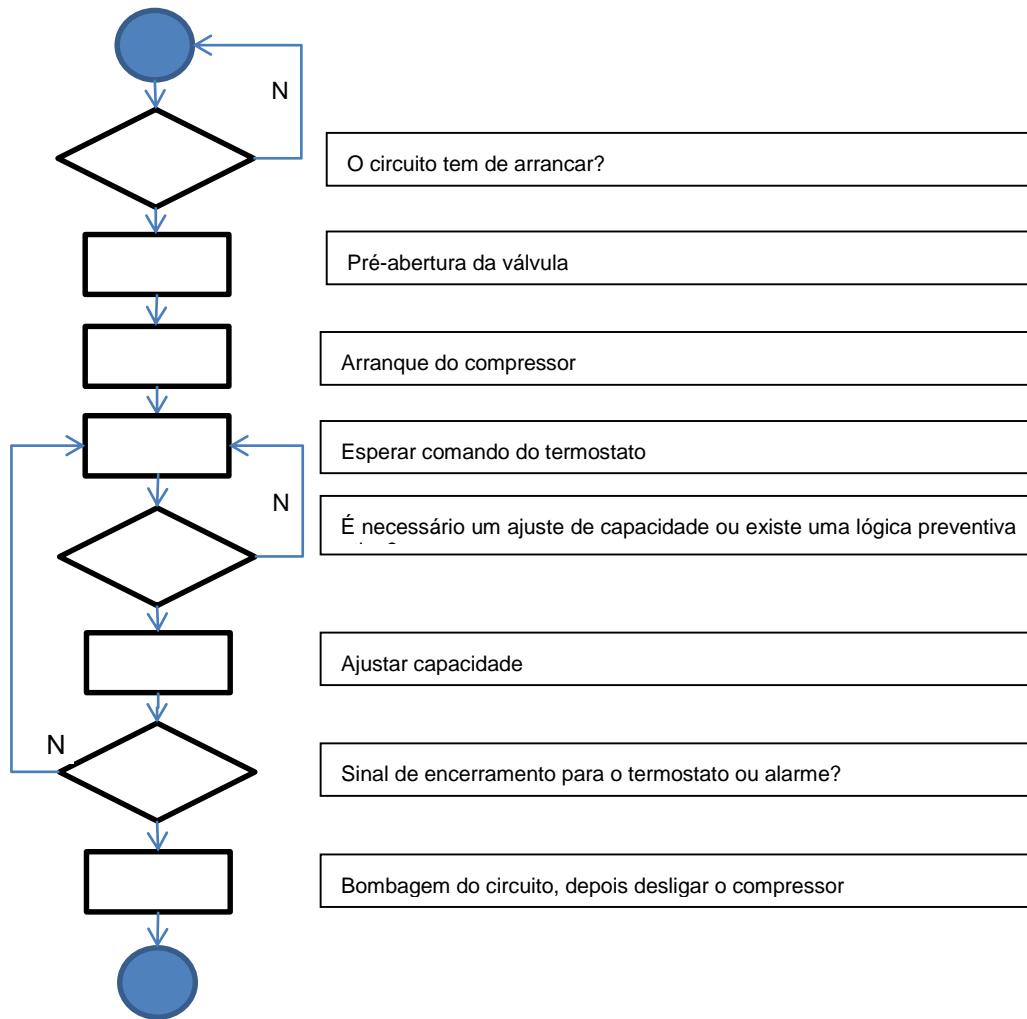 N
O circuito tem de arrancar?
Pré-abertura da válvula
Arranque do compressor
Esperar comando do termostato
N
É necessário um ajuste de capacidade ou existe uma lógica preventiva
Ajustar capacidade
N
Sinal de encerramento para o termostato ou alarme?
Bombagem do circuito, depois desligar o compressor